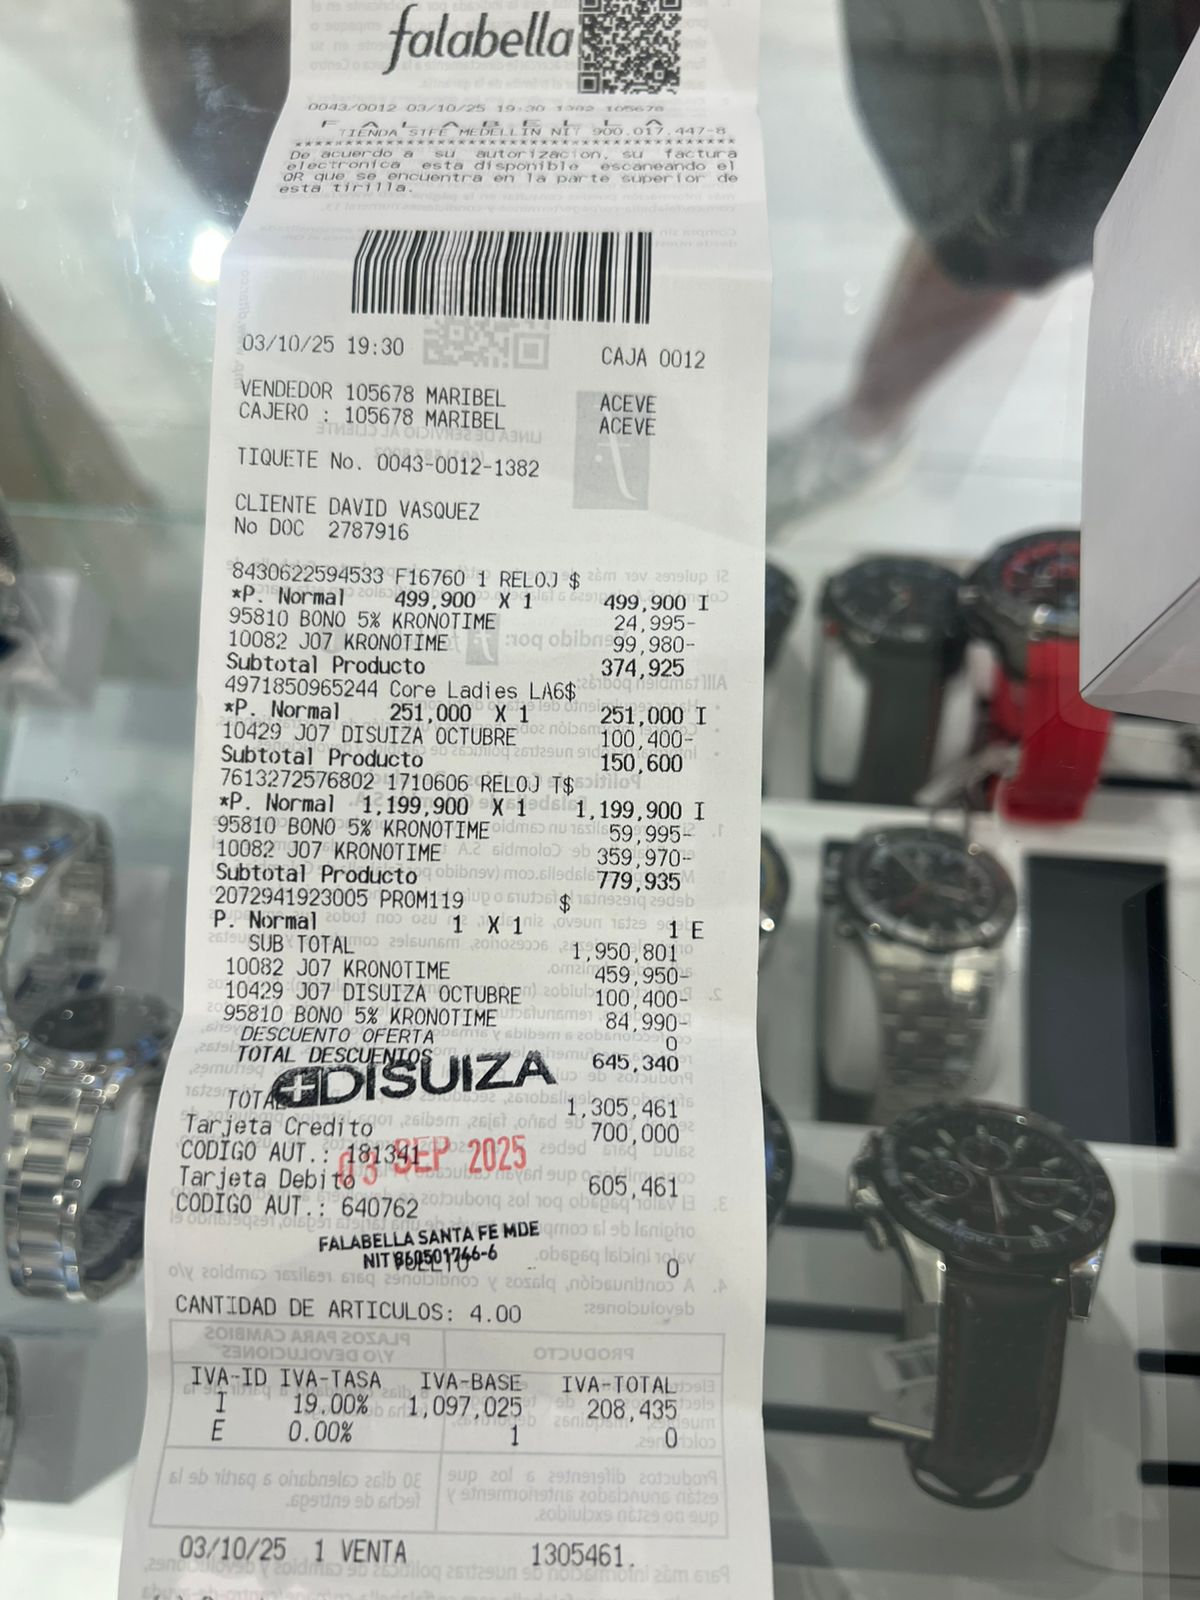 falabella
0043/0012 03/10/25 19:30 1382 105678
F A L A B E L L A
TIENDA STFE MEDELLIN NIT 900.017.447-8
De acuerdo a su autorizacion, su factura
electronica esta disponible escaneando el
QR que se encuentra en la parte superior de
esta tirilla.
03/10/25 19:30 CAJA 0012
VENDEDOR 105678 MARIBEL ACEVE
CAJERO : 105678 MARIBEL ACEVE
TIQUETE No. 0043-0012-1382
CLIENTE DAVID VASQUEZ
No DOC 2787916
8430622594533 F16760 1 RELOJ $
*P. Normal 499,900 X 1 499,900 I
95810 BONO 5% KRONOTIME 24,995-
10082 J07 KRONOTIME 99,980-
Subtotal Producto 374,925
4971850965244 Core Ladies LA6$
*P. Normal 251,000 X 1 251,000 I
10429 J07 DISUIZA OCTUBRE 100,400-
Subtotal Producto 150,600
7613272576802 1710606 RELOJ T$
*P. Normal 1,199,900 X 1 1,199,900 I
95810 BONO 5% KRONOTIME 59,995-
10082 J07 KRONOTIME 359,970-
Subtotal Producto 779,935
2072941923005 PROM119 $
P. Normal 1 X 1 1 E
SUB TOTAL 1,950,801
10082 J07 KRONOTIME 459,950-
10429 J07 DISUIZA OCTUBRE 100,400-
95810 BONO 5% KRONOTIME 84,990-
DESCUENTO OFERTA 0
TOTAL DESCUENTOS 645,340
DISUIZA
TOTAL 1,305,461
Tarjeta Credito 700,000
CODIGO AUT.: 181341
03 SEP 2025
Tarjeta Debito 605,461
CODIGO AUT.: 640762
FALABELLA SANTA FE MDE
NIT 860501746-6
VUELTO 0
CANTIDAD DE ARTICULOS: 4.00
IVA-ID IVA-TASA IVA-BASE IVA-TOTAL
I 19.00% 1,097,025 208,435
E 0.00% 1 0
03/10/25 1 VENTA 1305461.